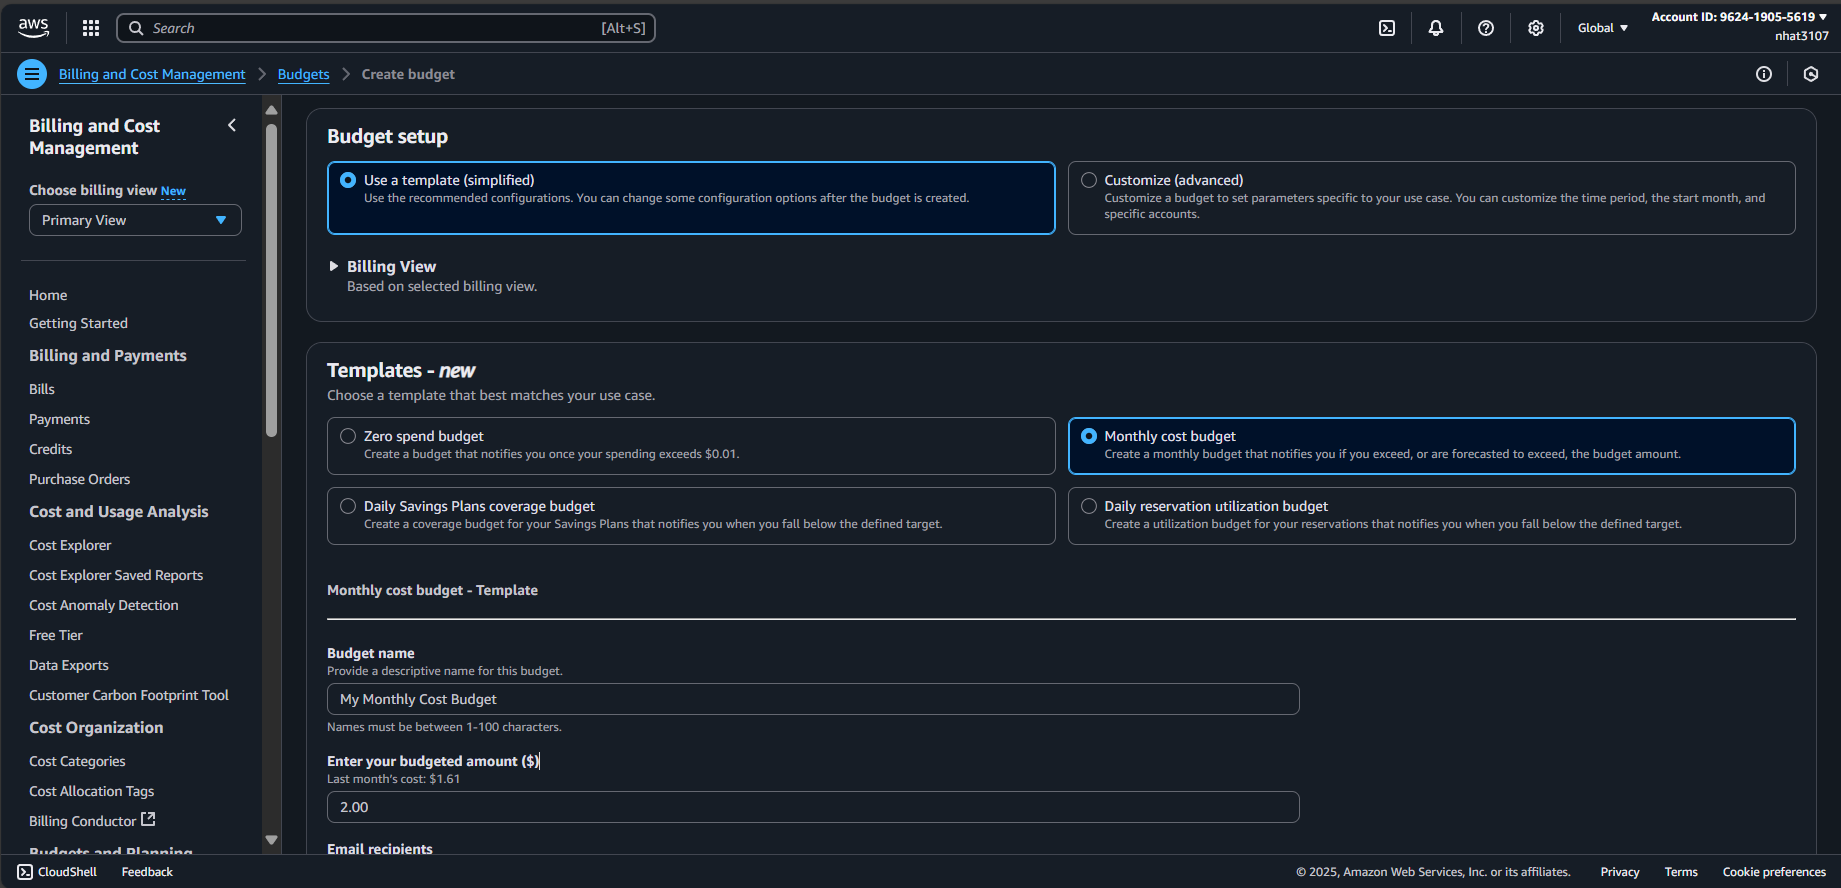 aws
Search [Alt+S]
Global
Account ID: 9624-1905-5619
nhat3107
Billing and Cost Management
Budgets
Create budget
Billing and Cost
Management
Choose billing view New
Primary View
Home
Getting Started
Billing and Payments
Bills
Payments
Credits
Purchase Orders
Cost and Usage Analysis
Cost Explorer
Cost Explorer Saved Reports
Cost Anomaly Detection
Free Tier
Data Exports
Customer Carbon Footprint Tool
Cost Organization
Cost Categories
Cost Allocation Tags
Billing Conductor
Budgets and Planning
Budget setup
Use a template (simplified)
Use the recommended configurations. You can change some configuration options after the budget is created.
Customize (advanced)
Customize a budget to set parameters specific to your use case. You can customize the time period, the start month, and
specific accounts.
Billing View
Based on selected billing view.
Templates - new
Choose a template that best matches your use case.
Zero spend budget
Create a budget that notifies you once your spending exceeds $0.01.
Monthly cost budget
Create a monthly budget that notifies you if you exceed, or are forecasted to exceed, the budget amount.
Daily Savings Plans coverage budget
Create a coverage budget for your Savings Plans that notifies you when you fall below the defined target.
Daily reservation utilization budget
Create a utilization budget for your reservations that notifies you when you fall below the defined target.
Monthly cost budget - Template
Budget name
Provide a descriptive name for this budget.
My Monthly Cost Budget
Names must be between 1-100 characters.
Enter your budgeted amount ($)
Last month's cost: $1.61
2.00
Email recipients
CloudShell
Feedback
© 2025, Amazon Web Services, Inc. or its affiliates.
Privacy
Terms
Cookie preferences